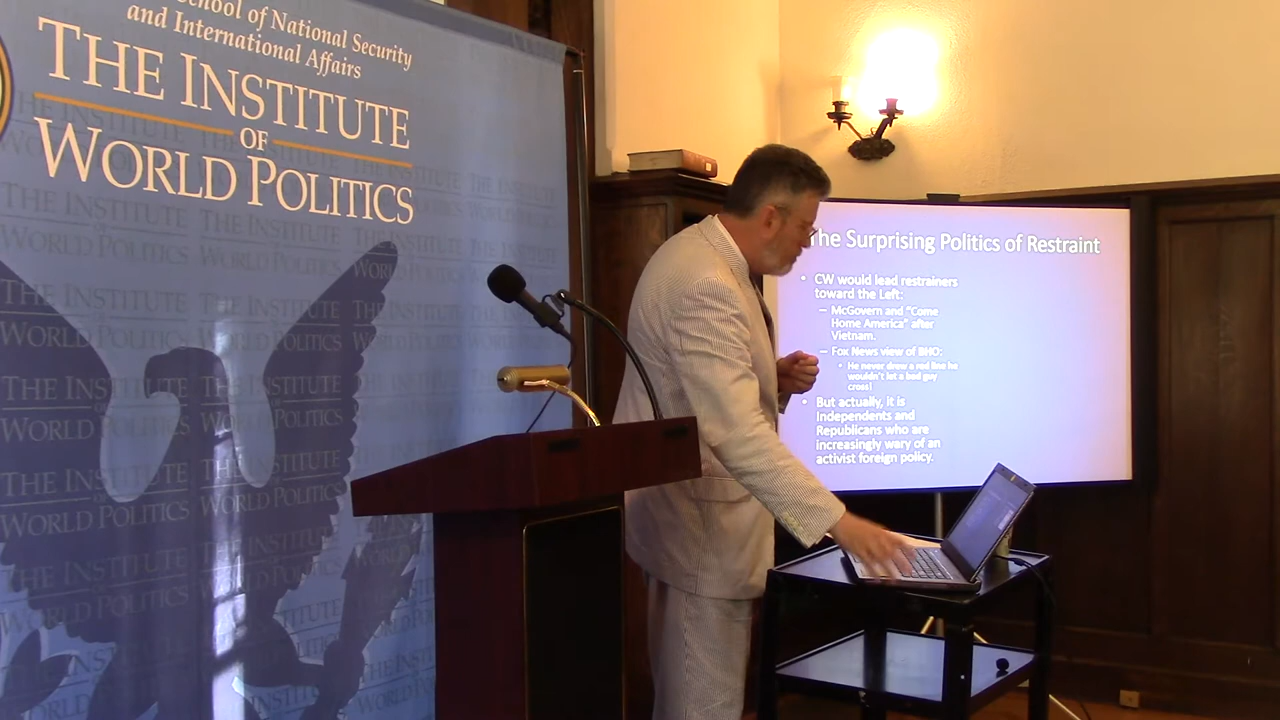 School of National Security
and International Affairs
THE INSTITUTE
OF
WORLD POLITICS
The Surprising Politics of Restraint
• CW would lead restrainers
toward the Left:
– McGovern and "Come
Home America" after
Vietnam.
– Fox News view of BHO:
• He never drew a red line he
wouldn't let a bad guy
cross!
• But actually, it is
Independents and
Republicans who are
increasingly wary of an
activist foreign policy.